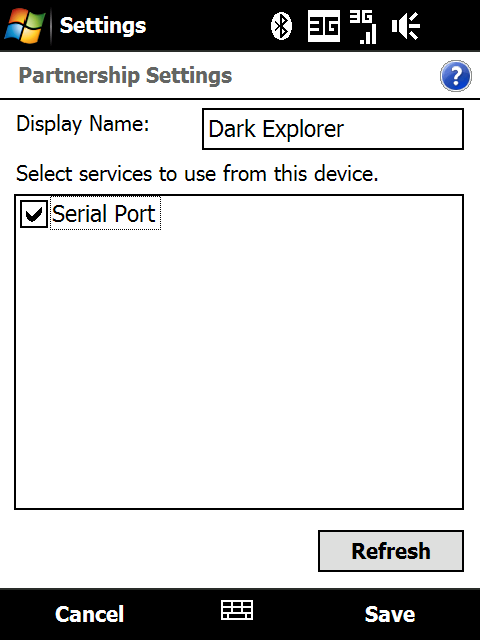 Settings 3G 3G
Partnership Settings ?
Display Name: Dark Explorer
Select services to use from this device.
Serial Port
Refresh
Cancel Save